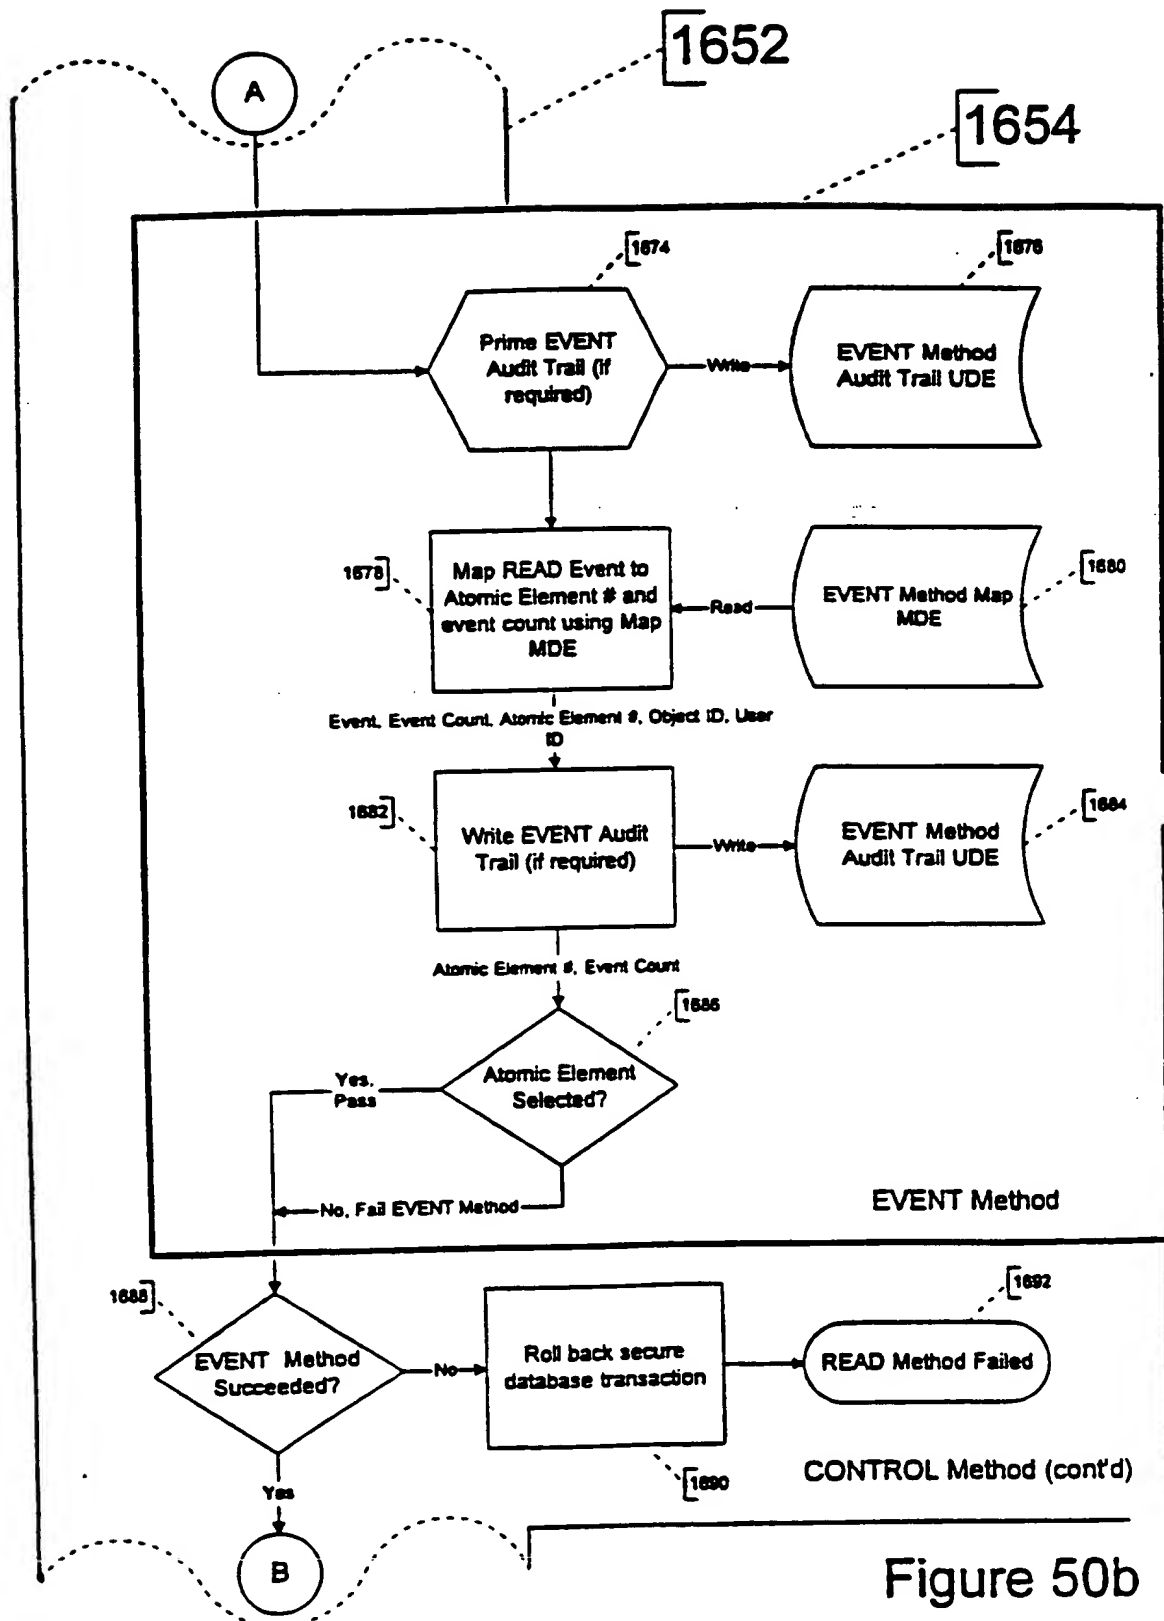 1652
A
1654
1674
1676
Prime EVENT
Audit Trail (if
required)
Write
EVENT Method
Audit Trail UDE
1678
Map READ Event to
Atomic Element # and
event count using Map
MDE
Read
EVENT Method Map
MDE
1680
Event, Event Count, Atomic Element #, Object ID, User
ID
1682
Write EVENT Audit
Trail (if required)
Write
EVENT Method
Audit Trail UDE
1684
Atomic Element #, Event Count
1686
Atomic Element
Selected?
Yes,
Pass
No, Fail EVENT Method
EVENT Method
1688
EVENT Method
Succeeded?
No
Roll back secure
database transaction
1692
READ Method Failed
1690
CONTROL Method (cont'd)
Yes
B
Figure 50b